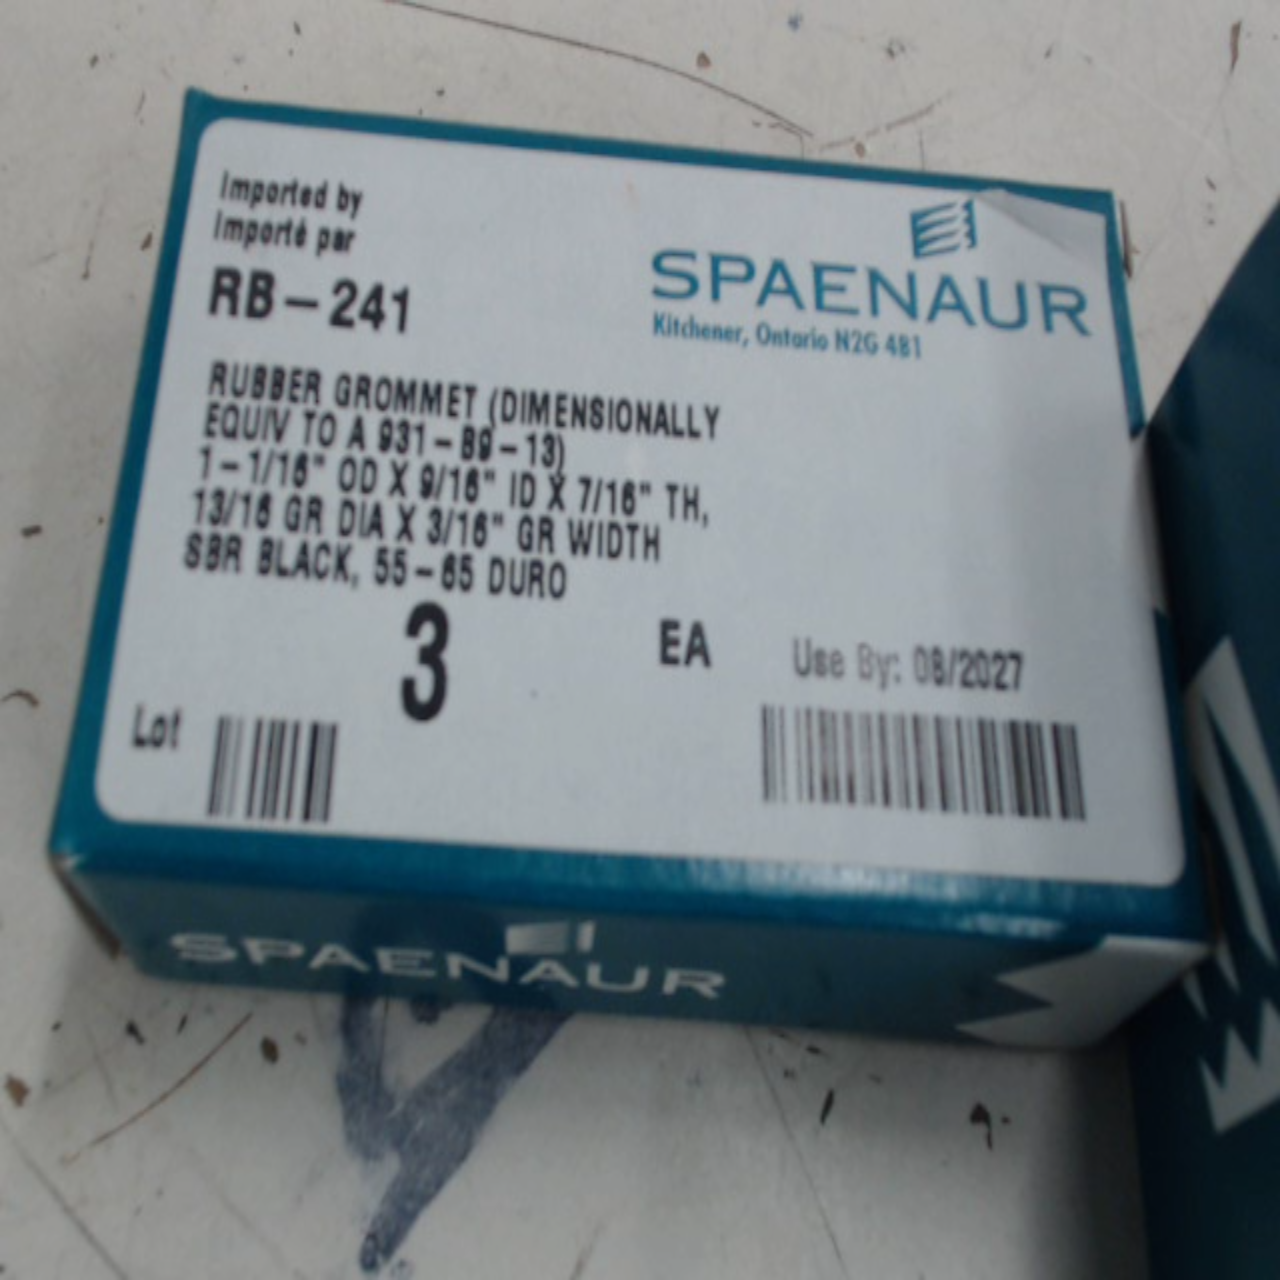 Imported by
Importé par
RB-241
SPAENAUR
Kitchener, Ontario N2G 4B1
RUBBER GROMMET (DIMENSIONALLY
EQUIV TO A 931-B9-13)
1-1/16" OD X 9/16" ID X 7/16" TH,
13/16 GR DIA X 3/16" GR WIDTH
SBR BLACK, 55-65 DURO
3 EA
Use By: 08/2027
Lot
SPAENAUR